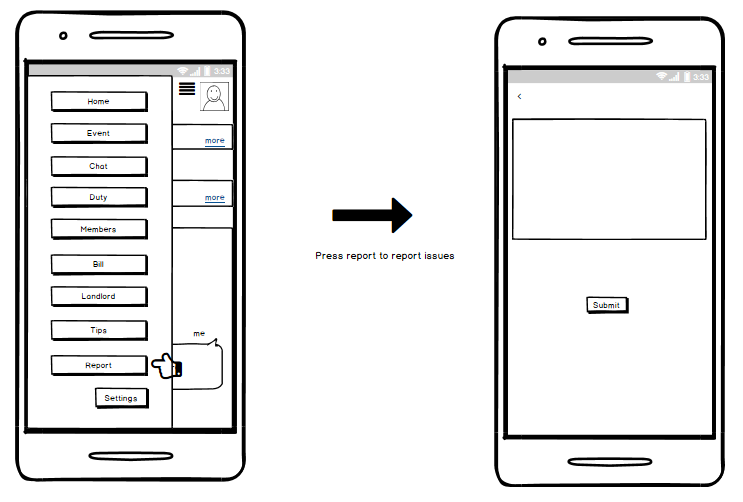 3:33
Home
Event
more
Chat
Duty
more
Members
Bill
Landlord
Tips
me
Report
Settings
Press report to report issues
3:33
<
Submit